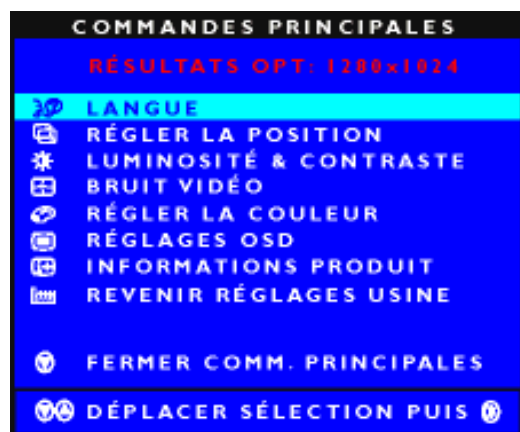 COMMANDES PRINCIPALES
RÉSULTATS OPT: 1280x1024
LANGUE
RÉGLER LA POSITION
LUMINOSITÉ & CONTRASTE
BRUIT VIDÉO
RÉGLER LA COULEUR
RÉGLAGES OSD
INFORMATIONS PRODUIT
REVENIR RÉGLAGES USINE
FERMER COMM. PRINCIPALES
DÉPLACER SÉLECTION PUIS